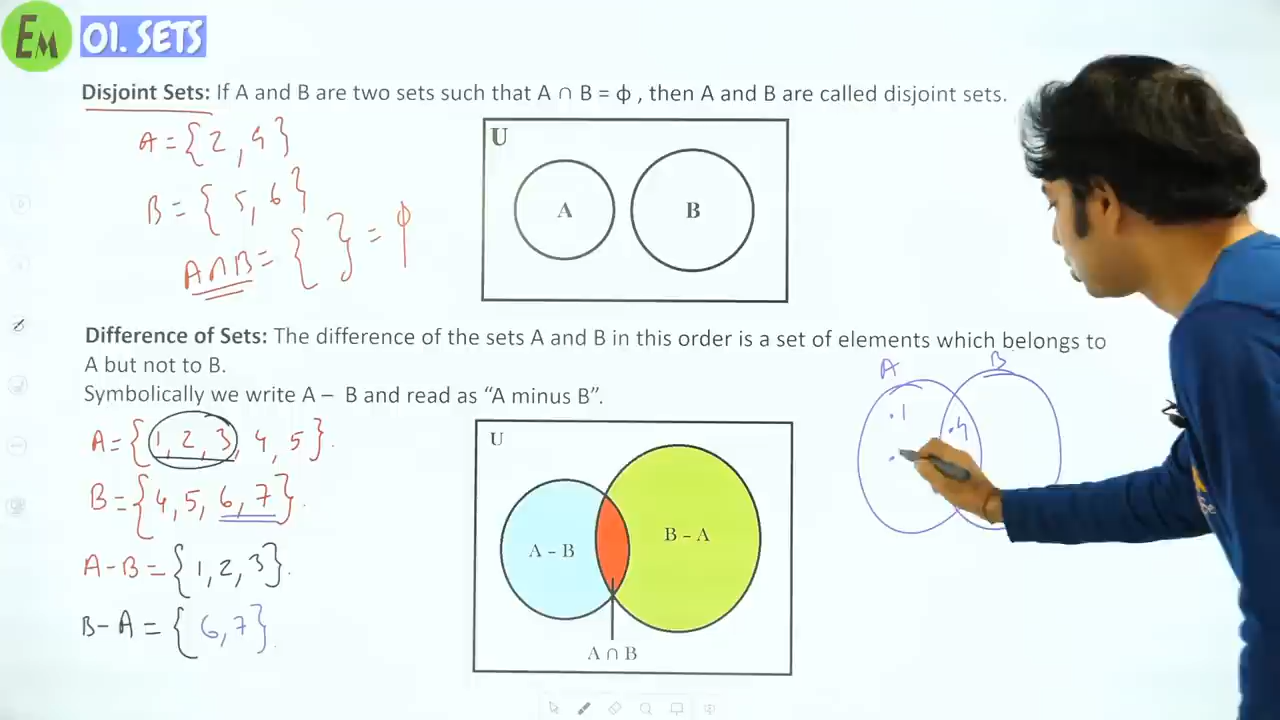 EM 01. SETS
Disjoint Sets: If A and B are two sets such that A ∩ B = ϕ , then A and B are called disjoint sets.
A = {2, 4}
B = {5, 6}
A∩B = { } = ϕ
U
A
B
Difference of Sets: The difference of the sets A and B in this order is a set of elements which belongs to
A but not to B.
Symbolically we write A – B and read as “A minus B”.
A = {1, 2, 3, 4, 5}.
B = {4, 5, 6, 7}.
A-B = {1, 2, 3}.
B-A = {6, 7}.
U
A – B
B – A
A ∩ B
A B
.1
.4